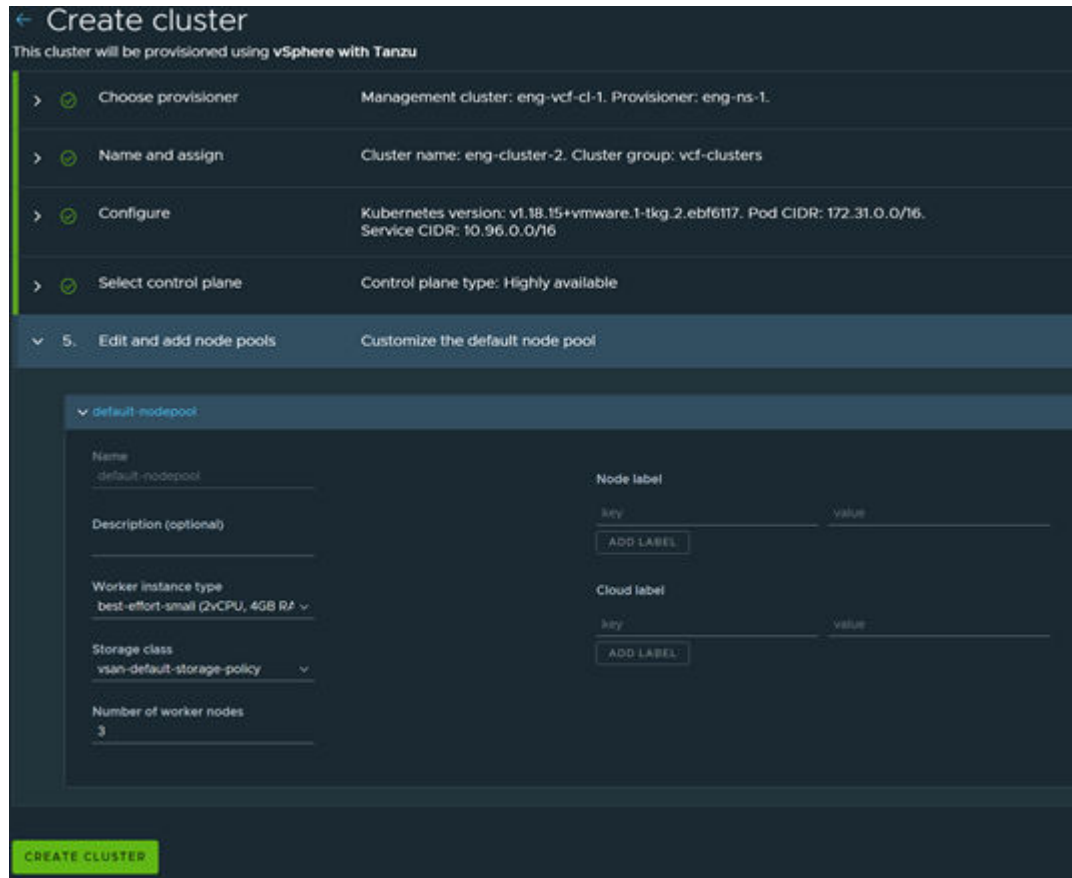 Create cluster
This cluster will be provisioned using vSphere with Tanzu
Choose provisioner
Management cluster: eng-vcf-cl-1. Provisioner: eng-ns-1.
Name and assign
Cluster name: eng-cluster-2. Cluster group: vcf-clusters
Configure
Kubernetes version: v1.18.15+vmware.1-tkg.2.ebf6117. Pod CIDR: 172.31.0.0/16.
Service CIDR: 10.96.0.0/16
Select control plane
Control plane type: Highly available
5. Edit and add node pools
Customize the default node pool
default-nodepool
Name
default-nodepool
Description (optional)
Worker instance type
best-effort-small (2vCPU, 4GB RA
Storage class
vsan-default-storage-policy
Number of worker nodes
3
Node label
key value
ADD LABEL
Cloud label
key value
ADD LABEL
CREATE CLUSTER